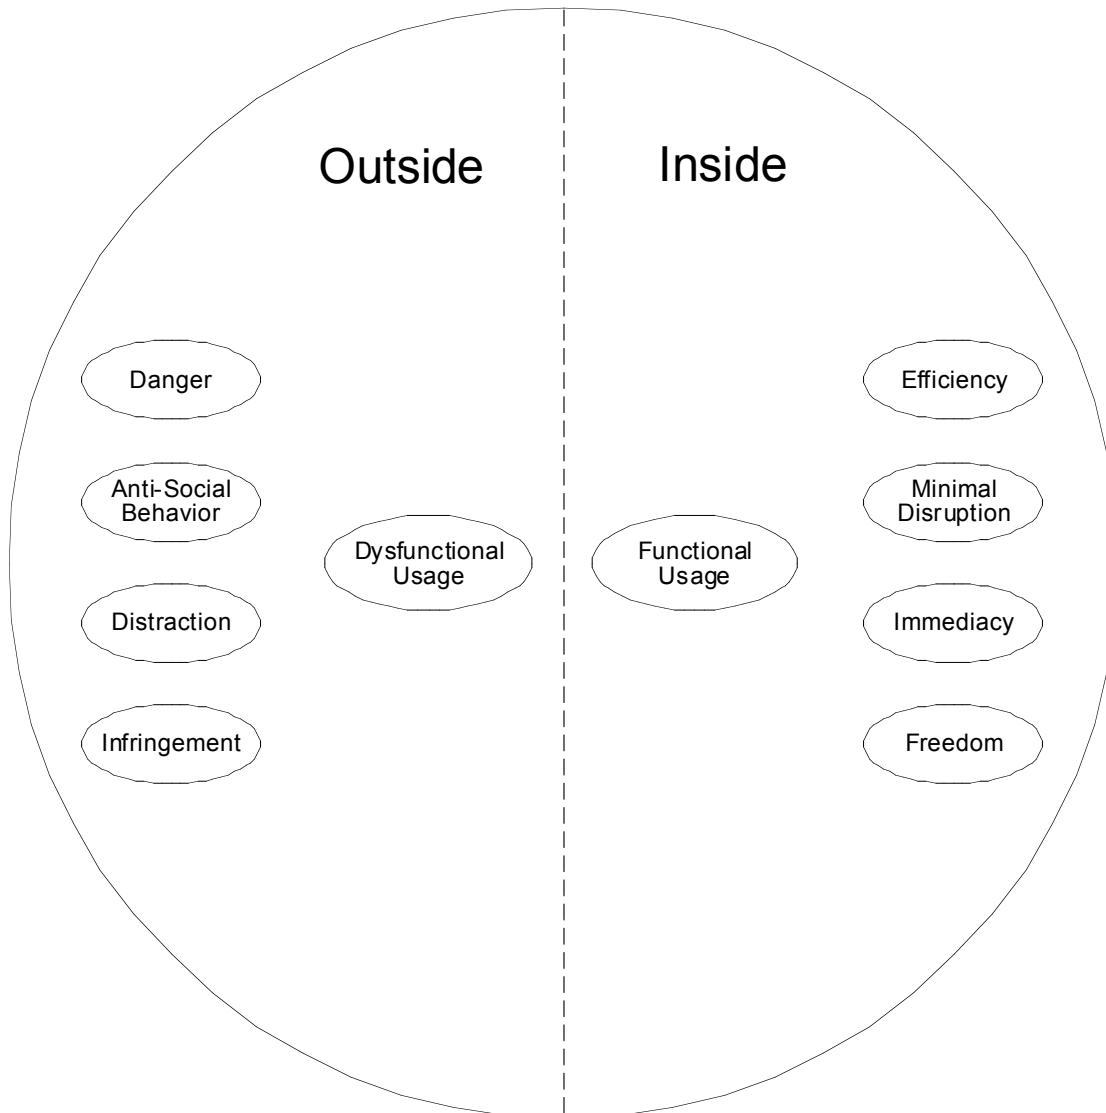 Outside
Inside
Danger
Efficiency
Anti-Social
Behavior
Minimal
Disruption
Dysfunctional
Usage
Functional
Usage
Distraction
Immediacy
Infringement
Freedom